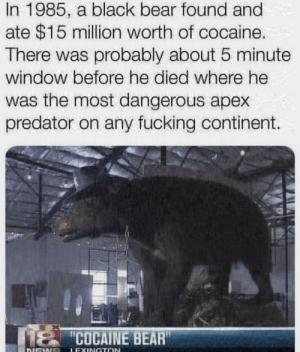 In 1985, a black bear found and
ate $15 million worth of cocaine.
There was probably about 5 minute
window before he died where he
was the most dangerous apex
predator on any fucking continent.
18 "COCAINE BEAR"
NEWS LEXINGTON